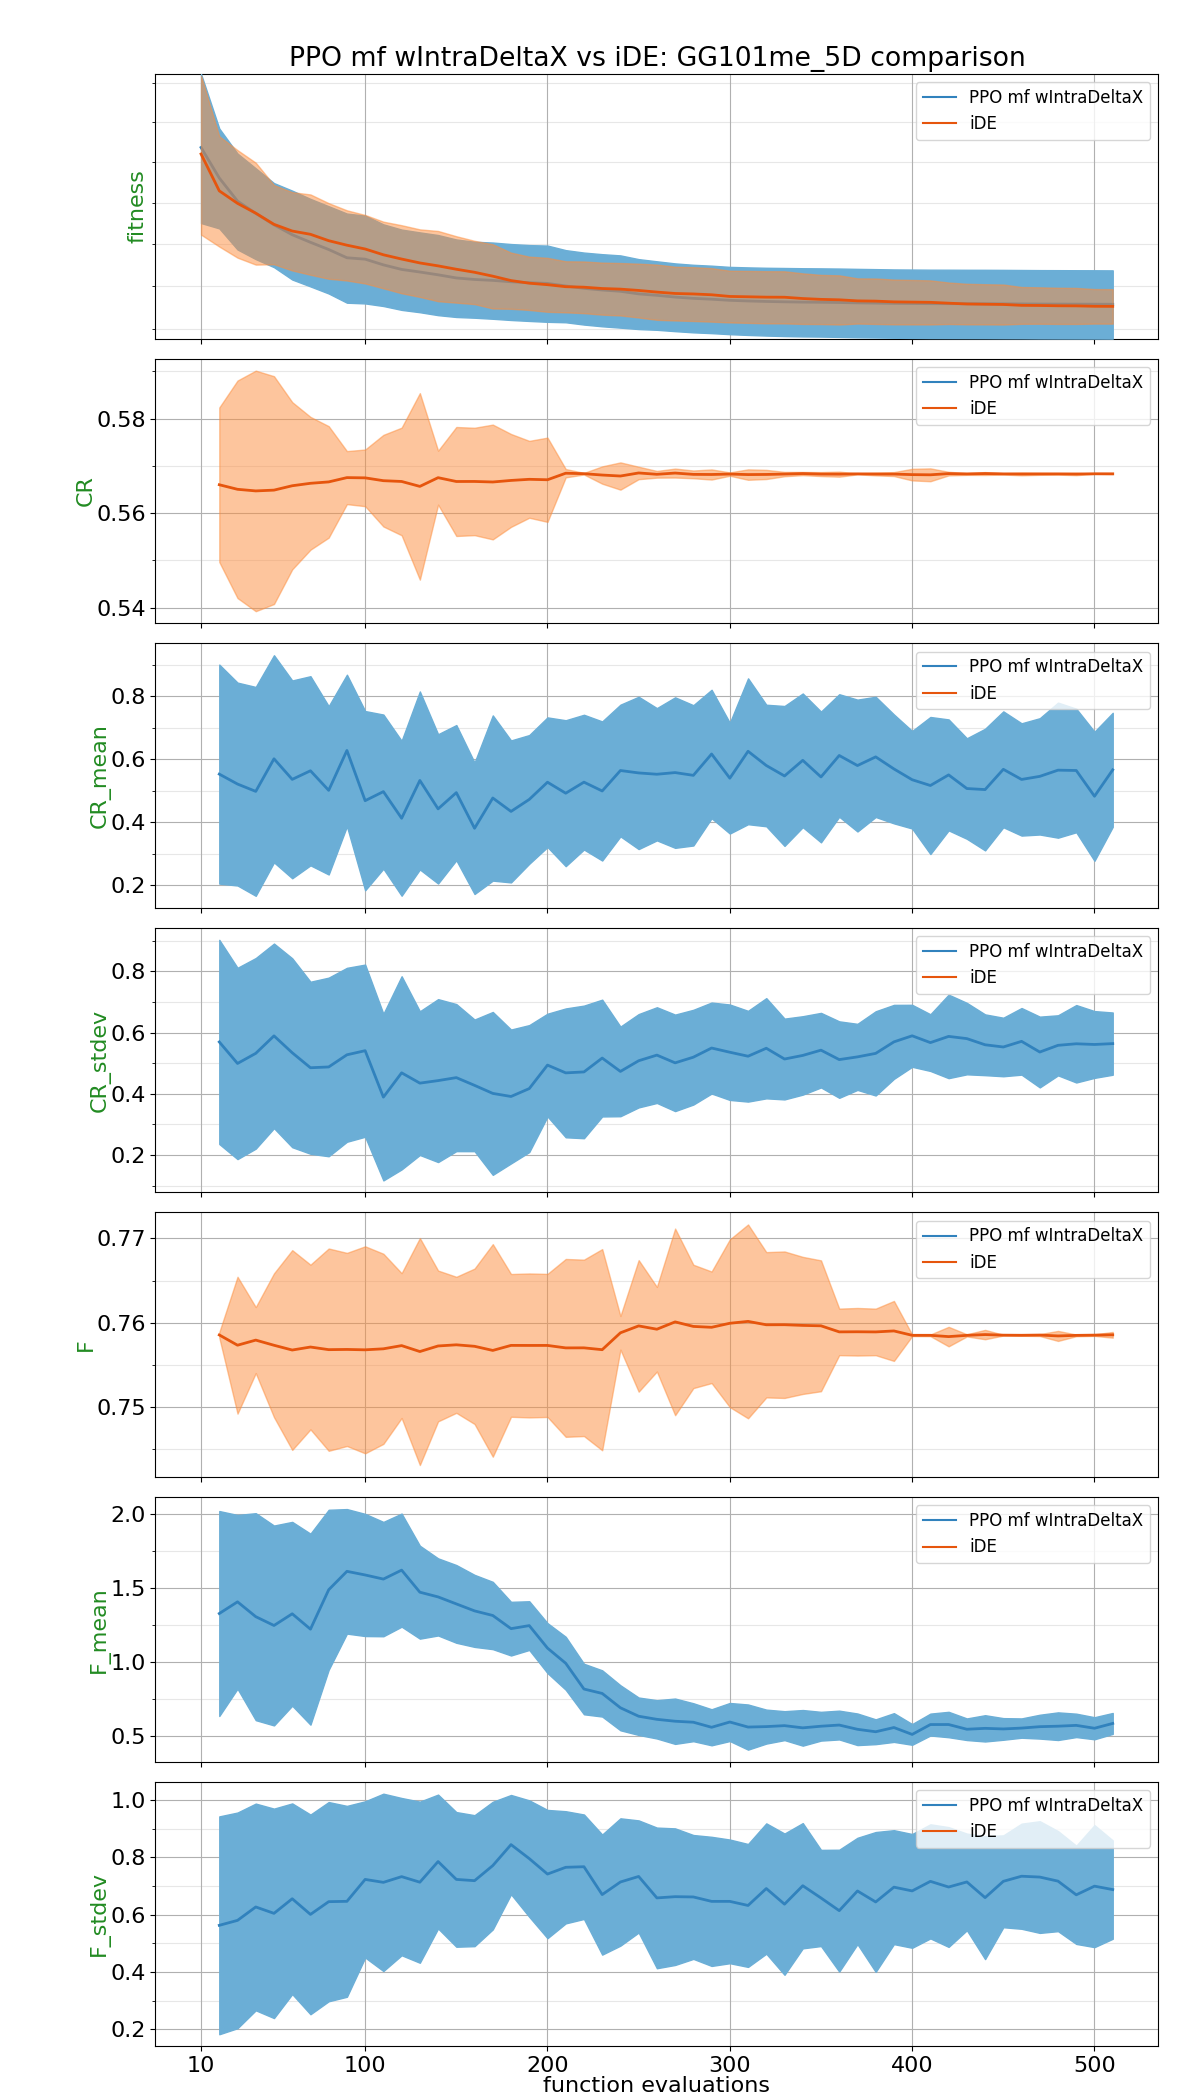 PPO mf wIntraDeltaX vs iDE: GG101me_5D comparison
fitness
PPO mf wIntraDeltaX
iDE
CR
0.58
0.56
0.54
PPO mf wIntraDeltaX
iDE
CR_mean
0.8
0.6
0.4
0.2
PPO mf wIntraDeltaX
iDE
CR_stdev
0.8
0.6
0.4
0.2
PPO mf wIntraDeltaX
iDE
F
0.77
0.76
0.75
PPO mf wIntraDeltaX
iDE
F_mean
2.0
1.5
1.0
0.5
PPO mf wIntraDeltaX
iDE
F_stdev
1.0
0.8
0.6
0.4
0.2
PPO mf wIntraDeltaX
iDE
10 100 200 300 400 500
function evaluations